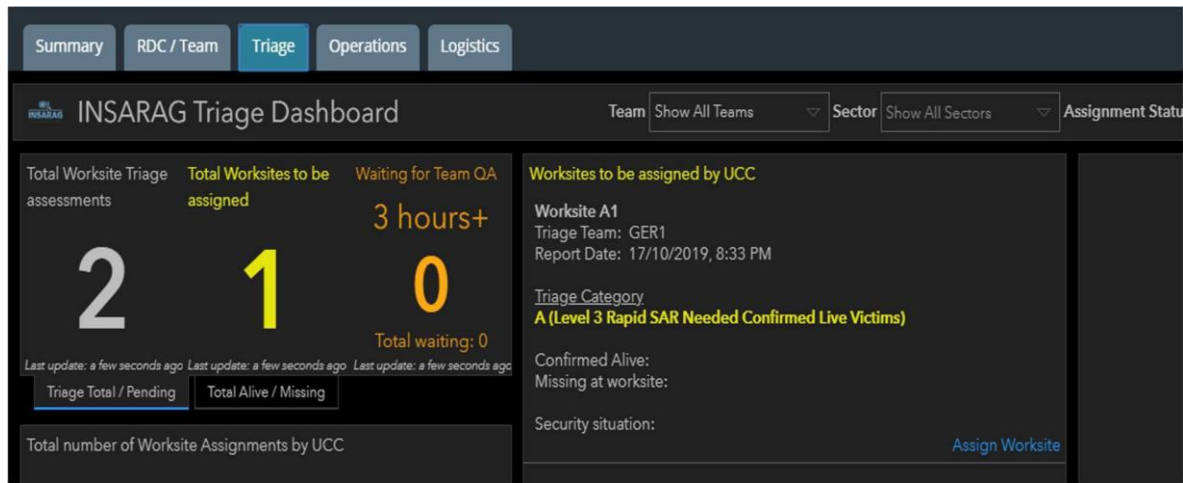 Summary
RDC / Team
Triage
Operations
Logistics
INSARAG
INSARAG Triage Dashboard
Team
Show All Teams
Sector
Show All Sectors
Assignment Statu
Total Worksite Triage
assessments
2
Last update: a few seconds ago
Total Worksites to be
assigned
1
Last update: a few seconds ago
Waiting for Team QA
3 hours+
0
Total waiting: 0
Last update: a few seconds ago
Triage Total / Pending
Total Alive / Missing
Total number of Worksite Assignments by UCC
Worksites to be assigned by UCC
Worksite A1
Triage Team: GER1
Report Date: 17/10/2019, 8:33 PM
Triage Category
A (Level 3 Rapid SAR Needed Confirmed Live Victims)
Confirmed Alive:
Missing at worksite:
Security situation:
Assign Worksite